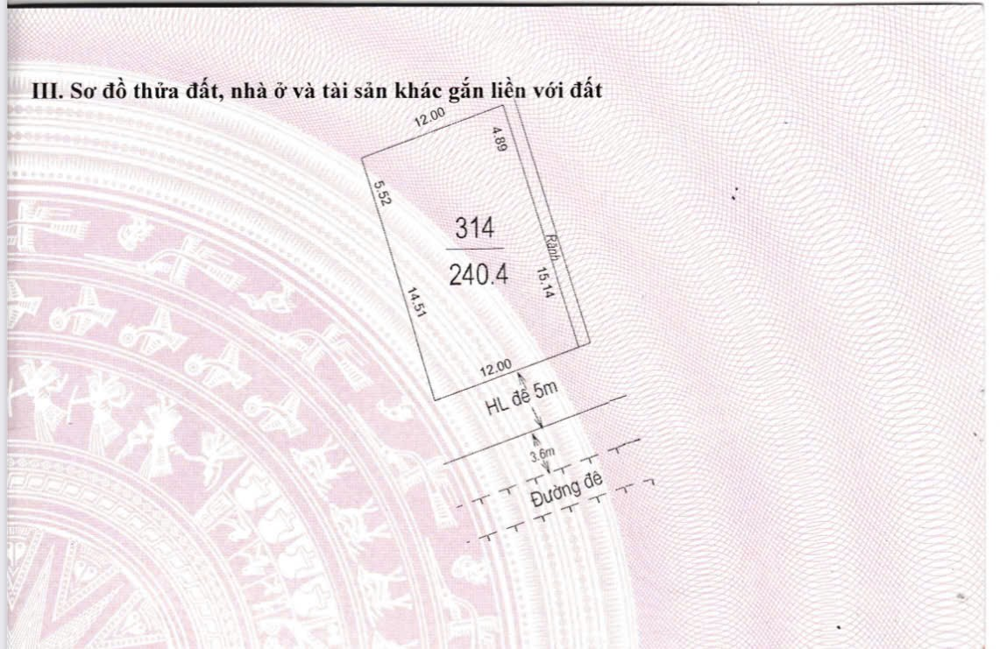 III. Sơ đồ thửa đất, nhà ở và tài sản khác gắn liền với đất
12.00
4.89
5.52
314
240.4
Rãnh
15.14
14.51
12.00
HL đê 5m
3.6m
Đường đê